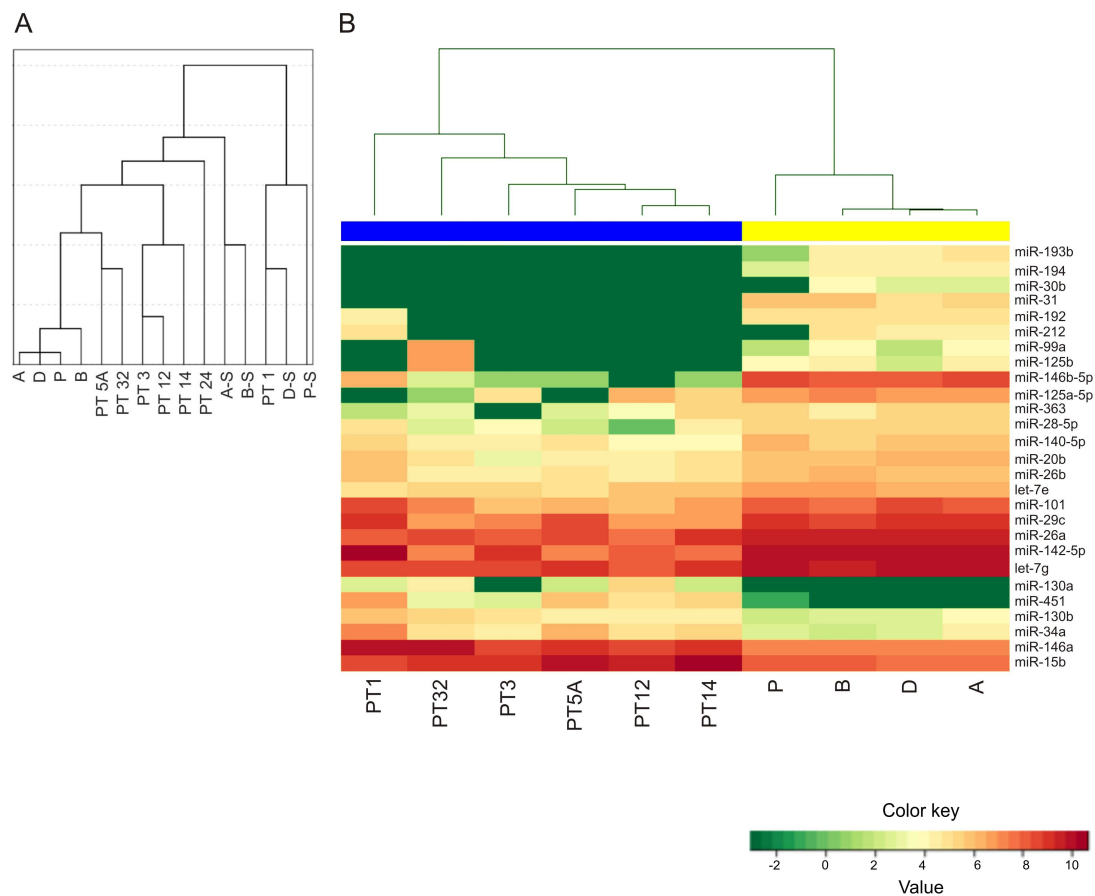 A
B
A
D
P
B
PT 5A
PT 32
PT 3
PT 12
PT 14
PT 24
A-S
B-S
PT 1
D-S
P-S
miR-193b
miR-194
miR-30b
miR-31
miR-192
miR-212
miR-99a
miR-125b
miR-146b-5p
miR-125a-5p
miR-363
miR-28-5p
miR-140-5p
miR-20b
miR-26b
let-7e
miR-101
miR-29c
miR-26a
miR-142-5p
let-7g
miR-130a
miR-451
miR-130b
miR-34a
miR-146a
miR-15b
PT1
PT32
PT3
PT5A
PT12
PT14
P
B
D
A
Color key
-2 0 2 4 6 8 10
Value